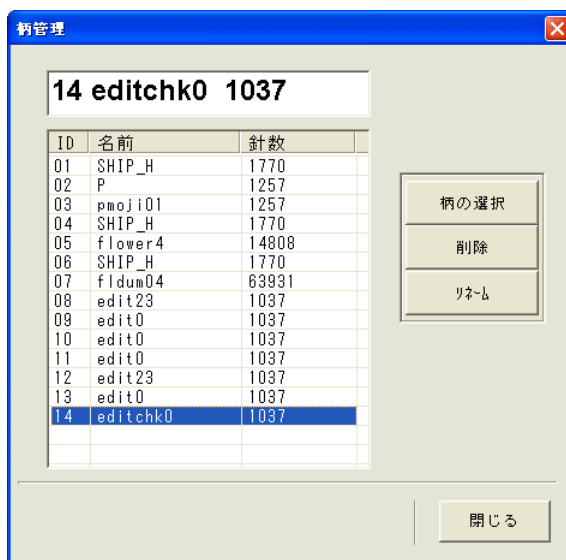 柄管理
14 editchk0 1037
ID 名前 針数
01 SHIP_H 1770
02 P 1257
03 pmoji01 1257
04 SHIP_H 1770
05 flower4 14808
06 SHIP_H 1770
07 fldum04 63931
08 edit23 1037
09 edit0 1037
10 edit0 1037
11 edit0 1037
12 edit23 1037
13 edit0 1037
14 editchk0 1037
柄の選択
削除
ﾘﾈｰﾑ
閉じる